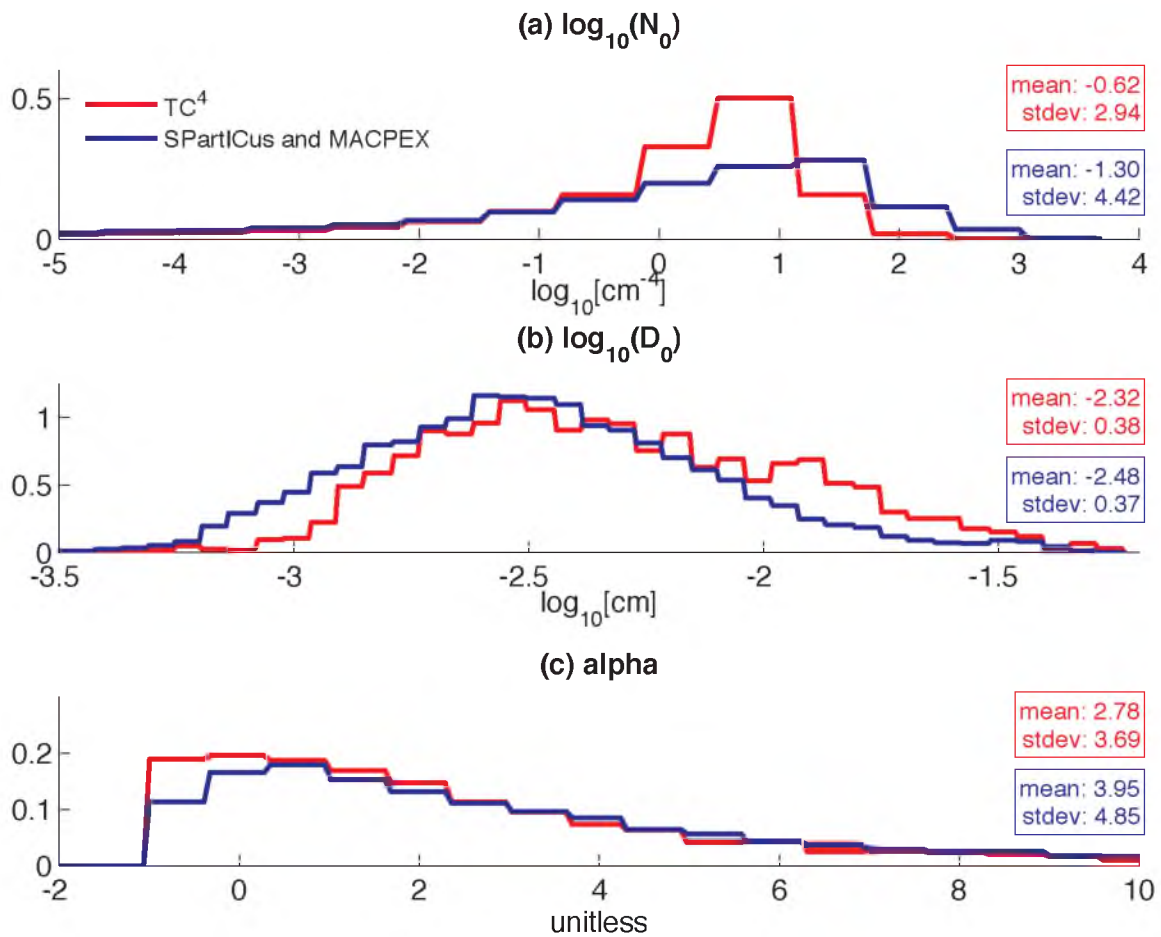 (a) log10(N0)
0.5
0
TC4
SPartICus and MACPEX
mean: -0.62
stdev: 2.94
mean: -1.30
stdev: 4.42
-5 -4 -3 -2 -1 0 1 2 3 4
log10[cm-4]
(b) log10(D0)
1
0.5
0
mean: -2.32
stdev: 0.38
mean: -2.48
stdev: 0.37
-3.5 -3 -2.5 -2 -1.5
log10[cm]
(c) alpha
0.2
0.1
0
mean: 2.78
stdev: 3.69
mean: 3.95
stdev: 4.85
-2 0 2 4 6 8 10
unitless